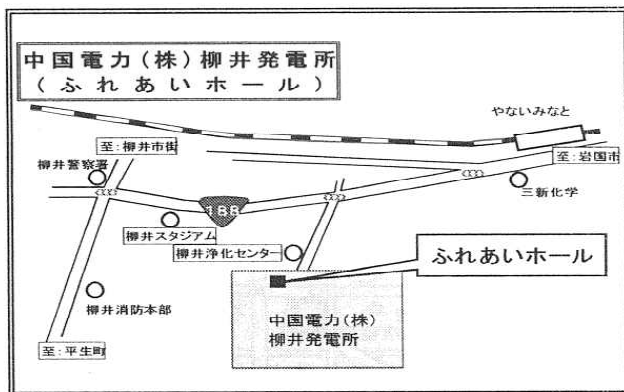 中国電力(株)柳井発電所
(ふれあいホール)
やないみなと
至:柳井市街
至:岩国市
柳井警察署
三新化学
188
柳井スタジアム
柳井浄化センター
ふれあいホール
柳井消防本部
中国電力(株)
柳井発電所
至:平生町